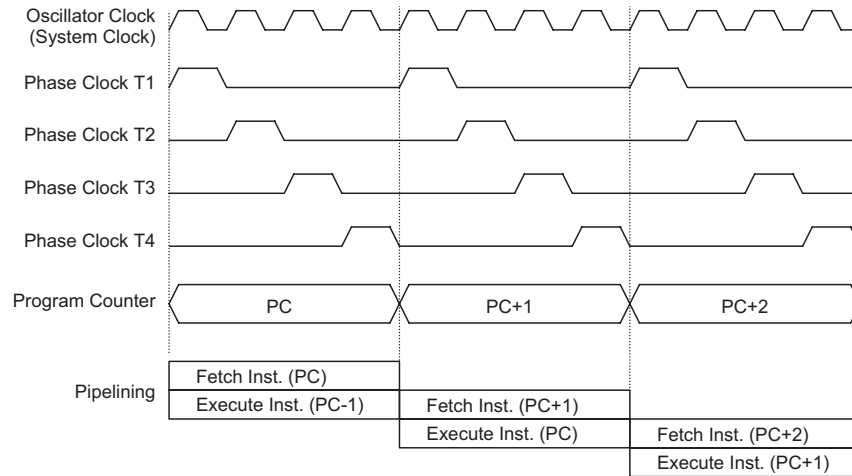 Oscillator Clock
(System Clock)
Phase Clock T1
Phase Clock T2
Phase Clock T3
Phase Clock T4
Program Counter
PC
PC+1
PC+2
Pipelining
Fetch Inst. (PC)
Execute Inst. (PC-1)
Fetch Inst. (PC+1)
Execute Inst. (PC)
Fetch Inst. (PC+2)
Execute Inst. (PC+1)